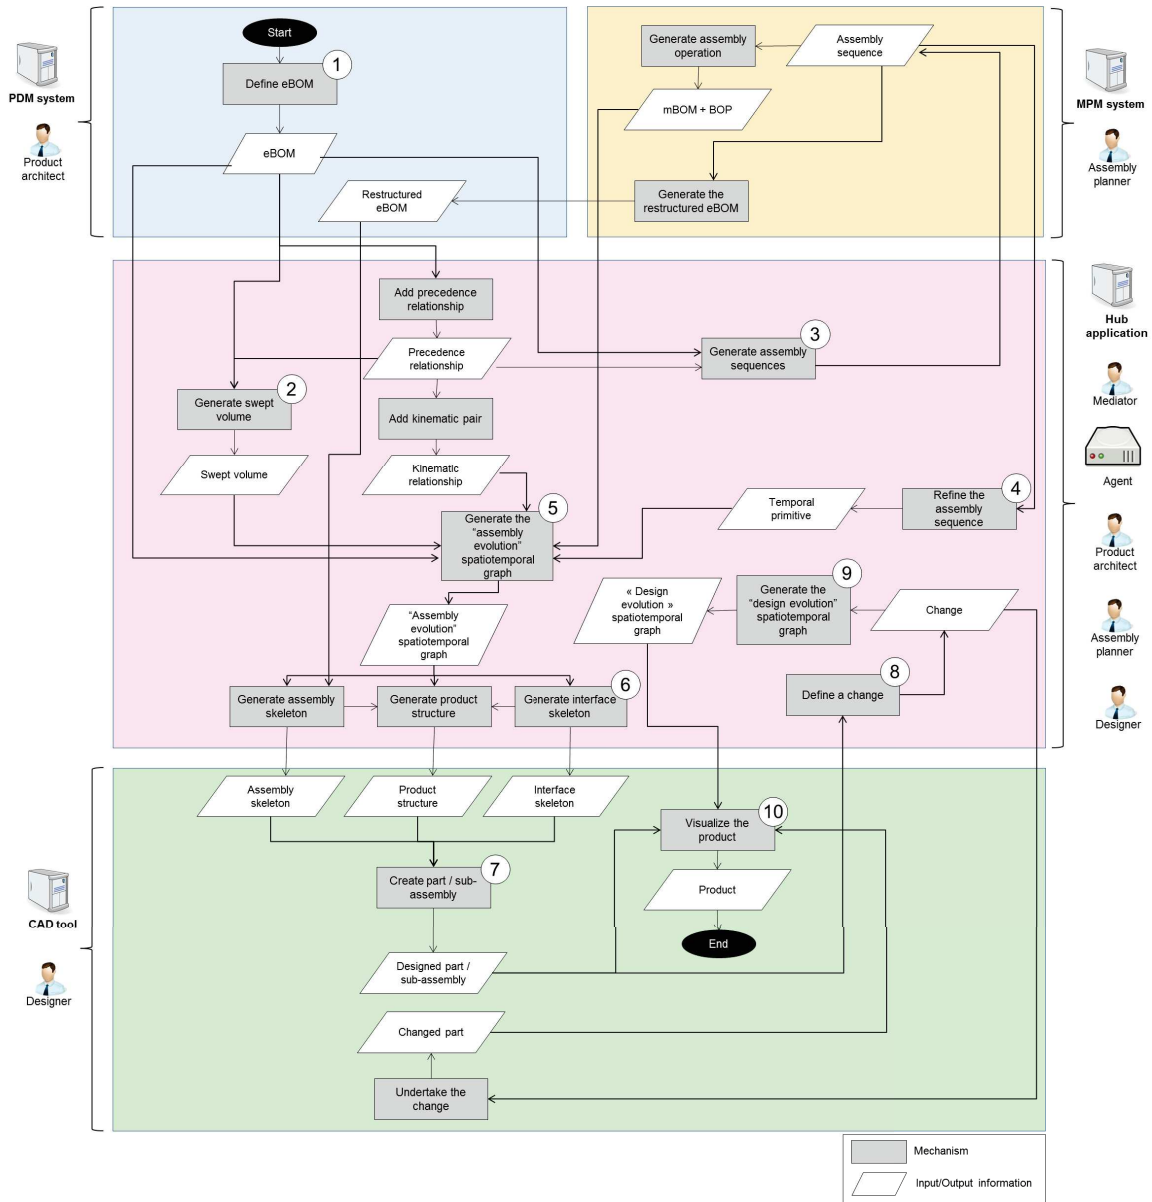 PDM system
Product
architect
Start
1
Define eBOM
eBOM
Restructured
eBOM
Generate assembly
operation
Assembly
sequence
mBOM + BOP
Generate the
restructured eBOM
MPM system
Assembly
planner
Add precedence
relationship
Precedence
relationship
3
Generate assembly
sequences
2
Generate swept
volume
Add kinematic pair
Swept volume
Kinematic
relationship
5
Generate the
"assembly
evolution"
spatiotemporal
graph
Temporal
primitive
4
Refine the
assembly
sequence
"Assembly
evolution"
spatiotemporal
graph
« Design
evolution »
spatiotemporal
graph
9
Generate the
"design evolution"
spatiotemporal
graph
Change
8
Define a change
Generate assembly
skeleton
Generate product
structure
6
Generate interface
skeleton
Hub
application
Mediator
Agent
Product
architect
Assembly
planner
Designer
CAD tool
Designer
Assembly
skeleton
Product
structure
Interface
skeleton
10
Visualize the
product
7
Create part / sub-
assembly
Product
End
Designed part /
sub-assembly
Changed part
Undertake the
change
Mechanism
Input/Output information